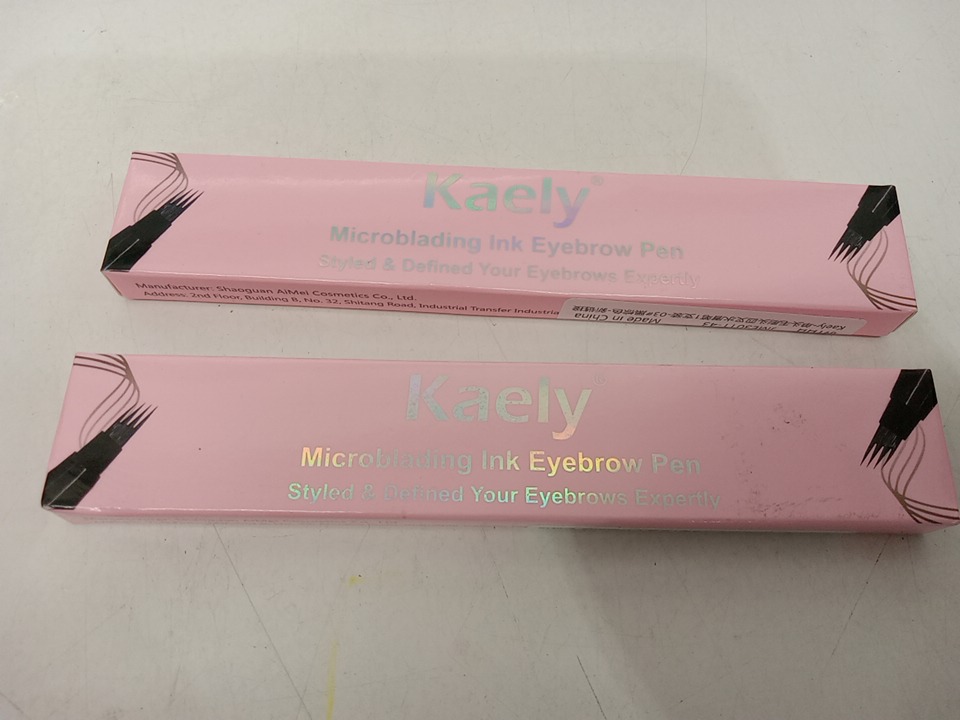 Kaely®
Microblading Ink Eyebrow Pen
Styled & Defined Your Eyebrows Expertly
Manufacturer: Shaoguan AiMei Cosmetics Co., Ltd.
Address: 2nd Floor, Building B, No. 32, Shitang Road, Industrial Transfer Industria
Made in China
Kaely®
Microblading Ink Eyebrow Pen
Styled & Defined Your Eyebrows Expertly